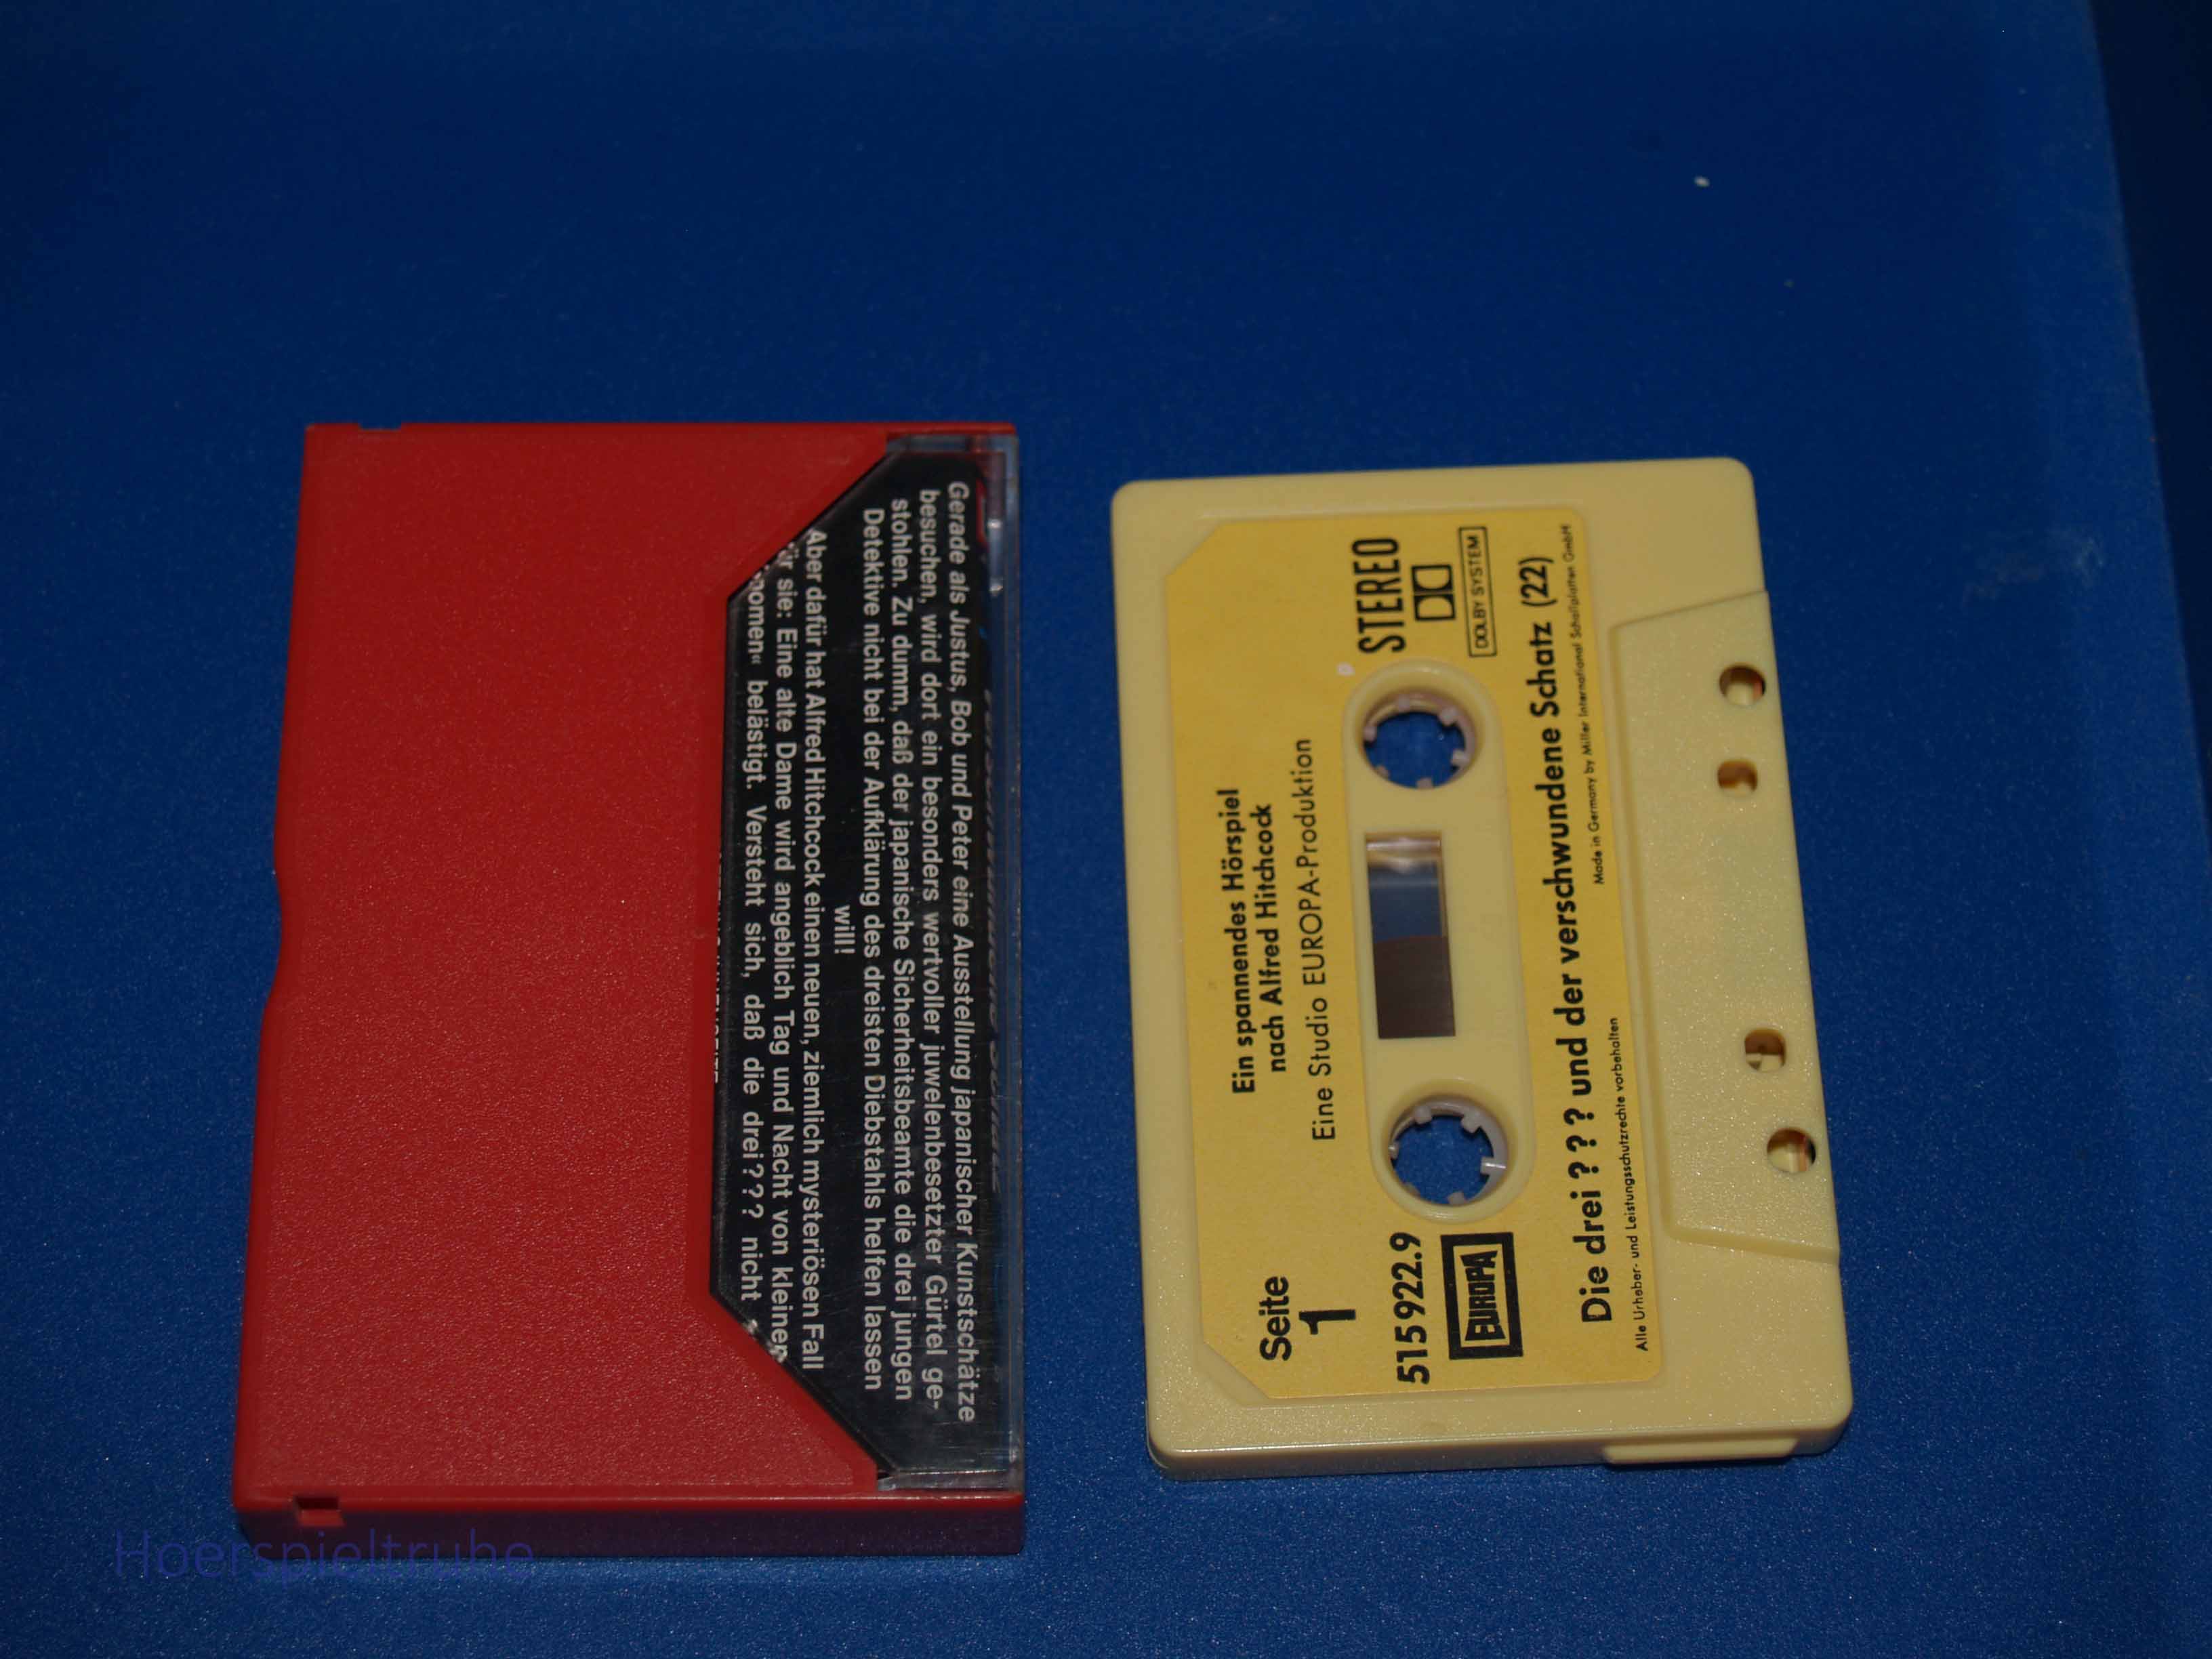 Gerade als Justus, Bob und Peter eine Ausstellung japanischer Kunstschätze
besuchen, wird dort ein besonders wertvoller juwelenbesetzter Gürtel ge-
stohlen. Zu dumm, daß der japanische Sicherheitsbeamte die drei jungen
Detektive nicht bei der Aufklärung des dreisten Diebstahls helfen lassen
will!
Aber dafür hat Alfred Hitchcock einen neuen, ziemlich mysteriösen Fall
für sie: Eine alte Dame wird angeblich Tag und Nacht von kleinen
nomen« belästigt. Versteht sich, daß die drei ? ? ? nicht
Ein spannendes Hörspiel
nach Alfred Hitchcock
Eine Studio EUROPA-Produktion
Seite
1
STEREO
DOLBY SYSTEM
515 922.9
EUROPA
Die drei ? ? ? und der verschwundene Schatz (22)
Alle Urheber- und Leistungsschutzrechte vorbehalten
Made in Germany by Miller International Schallplatten GmbH
Hoerspieltruhe